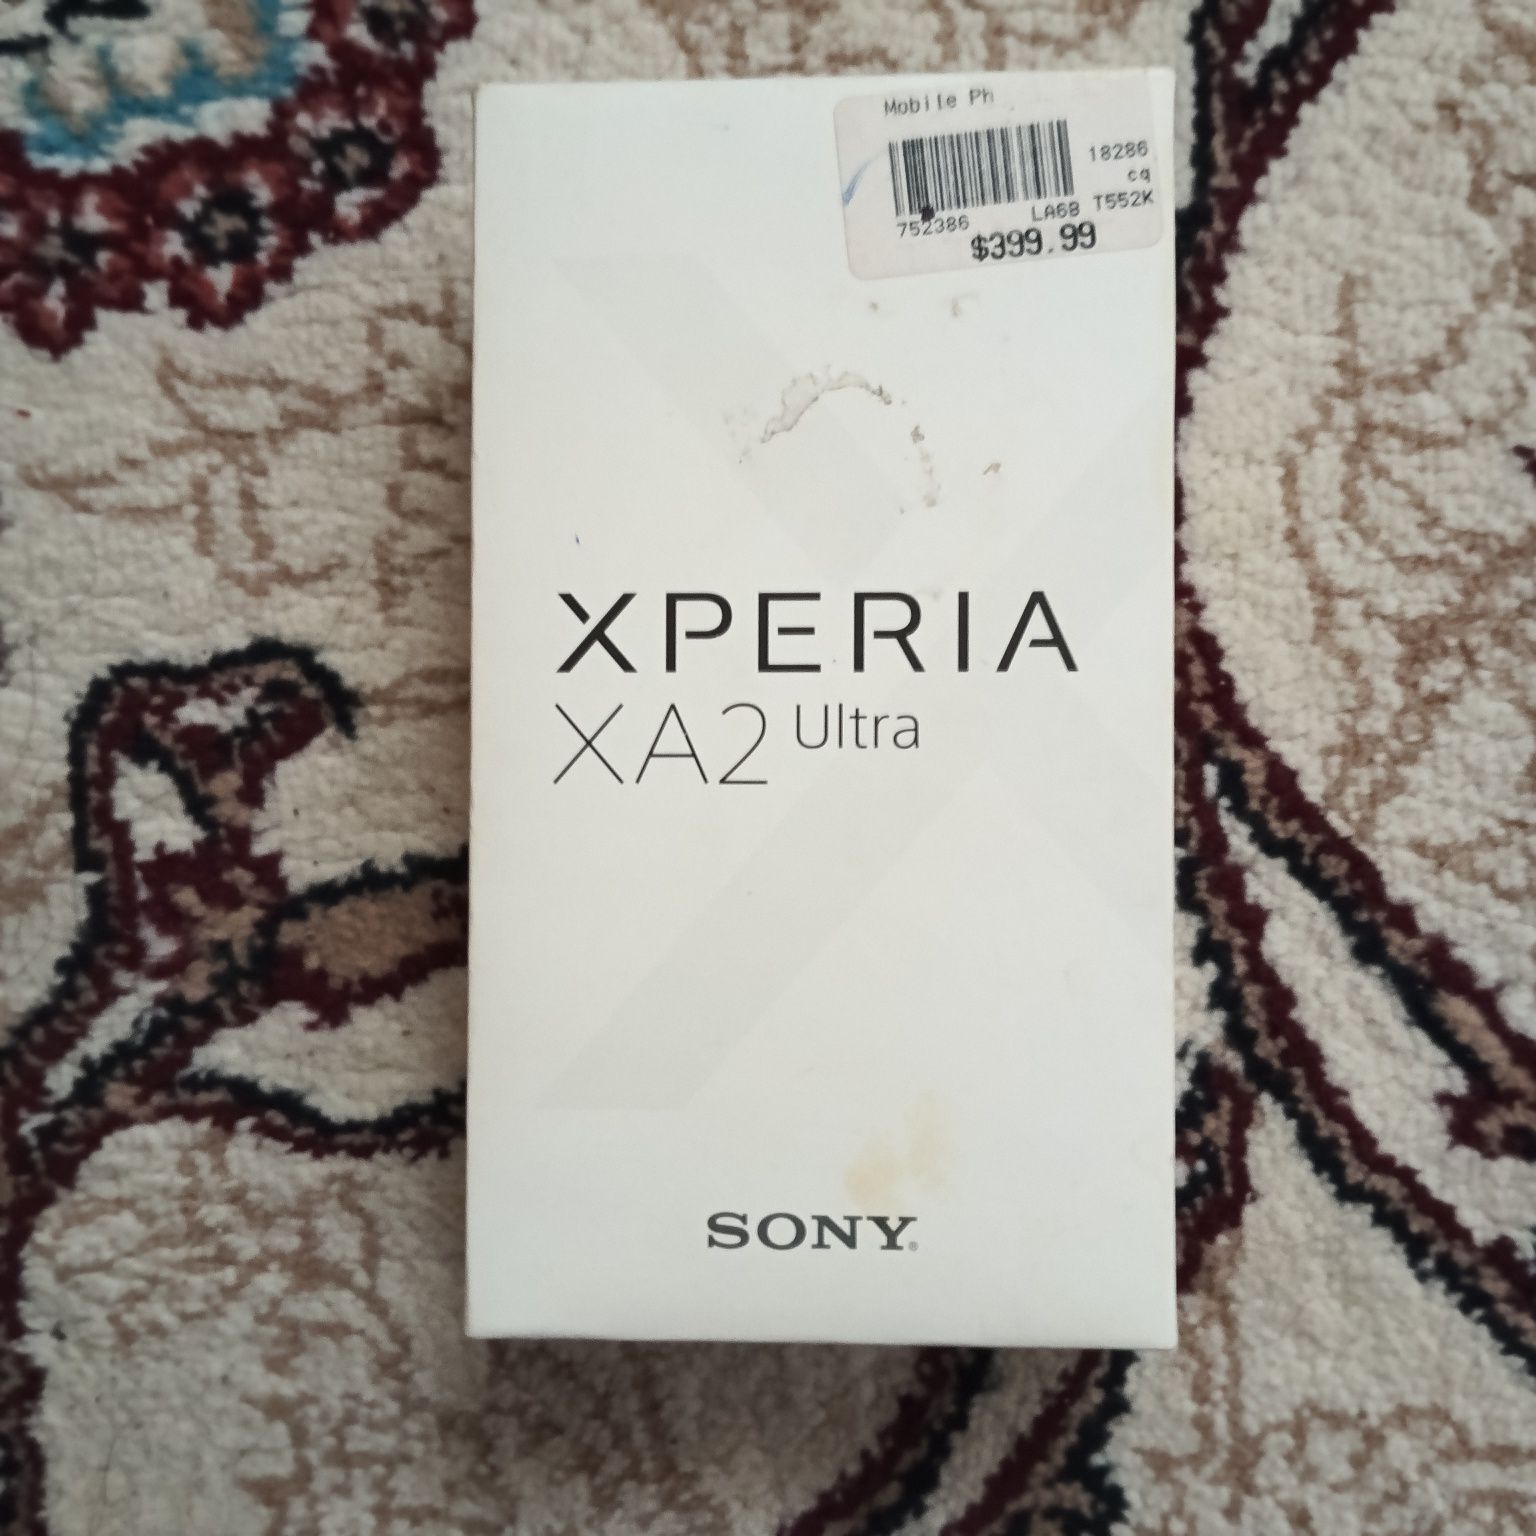 Mobile Ph
18286
cq
752386 LA68 T552K
$399.99
XPERIA
XA2 Ultra
SONY